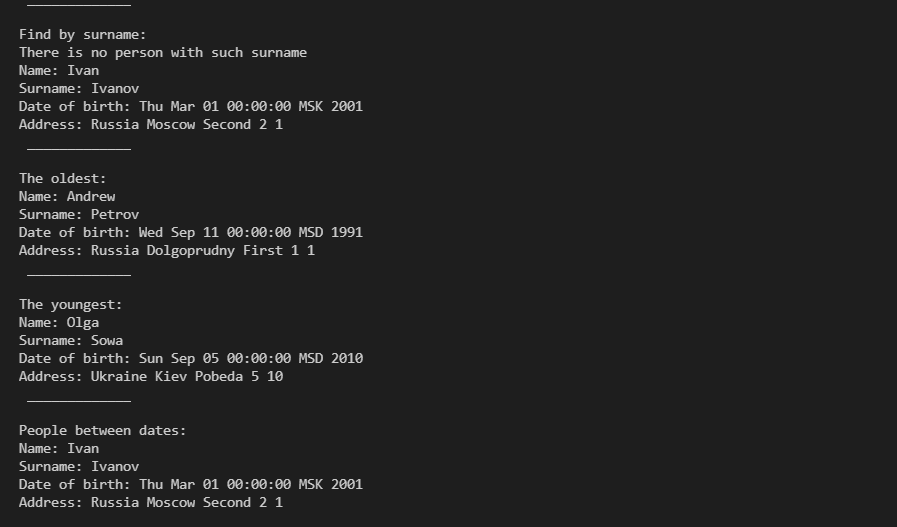 _____________
Find by surname:
There is no person with such surname
Name: Ivan
Surname: Ivanov
Date of birth: Thu Mar 01 00:00:00 MSK 2001
Address: Russia Moscow Second 2 1
_____________
The oldest:
Name: Andrew
Surname: Petrov
Date of birth: Wed Sep 11 00:00:00 MSD 1991
Address: Russia Dolgoprudny First 1 1
_____________
The youngest:
Name: Olga
Surname: Sowa
Date of birth: Sun Sep 05 00:00:00 MSD 2010
Address: Ukraine Kiev Pobeda 5 10
_____________
People between dates:
Name: Ivan
Surname: Ivanov
Date of birth: Thu Mar 01 00:00:00 MSK 2001
Address: Russia Moscow Second 2 1